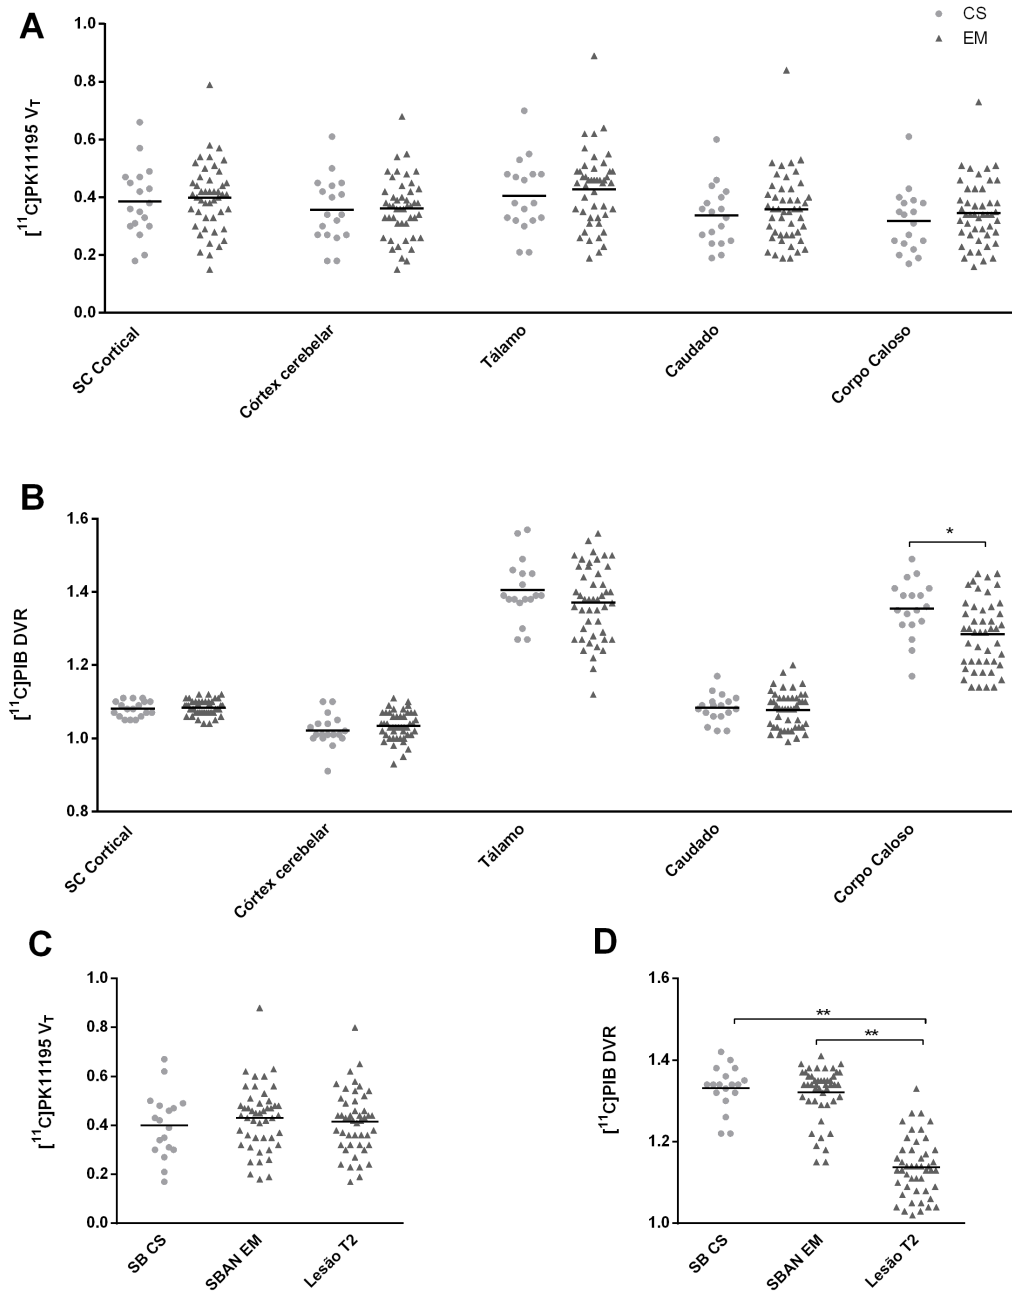 A
CS
EM
[11C]PK11195 VT
1.0
0.8
0.6
0.4
0.2
0.0
SC Cortical
Córtex cerebelar
Tálamo
Caudado
Corpo Caloso
B
[11C]PIB DVR
1.6
1.4
1.2
1.0
0.8
*
SC Cortical
Córtex cerebelar
Tálamo
Caudado
Corpo Caloso
C
[11C]PK11195 VT
1.0
0.8
0.6
0.4
0.2
0.0
SB CS
SBAN EM
Lesão T2
D
[11C]PIB DVR
1.6
1.4
1.2
1.0
**
**
SB CS
SBAN EM
Lesão T2